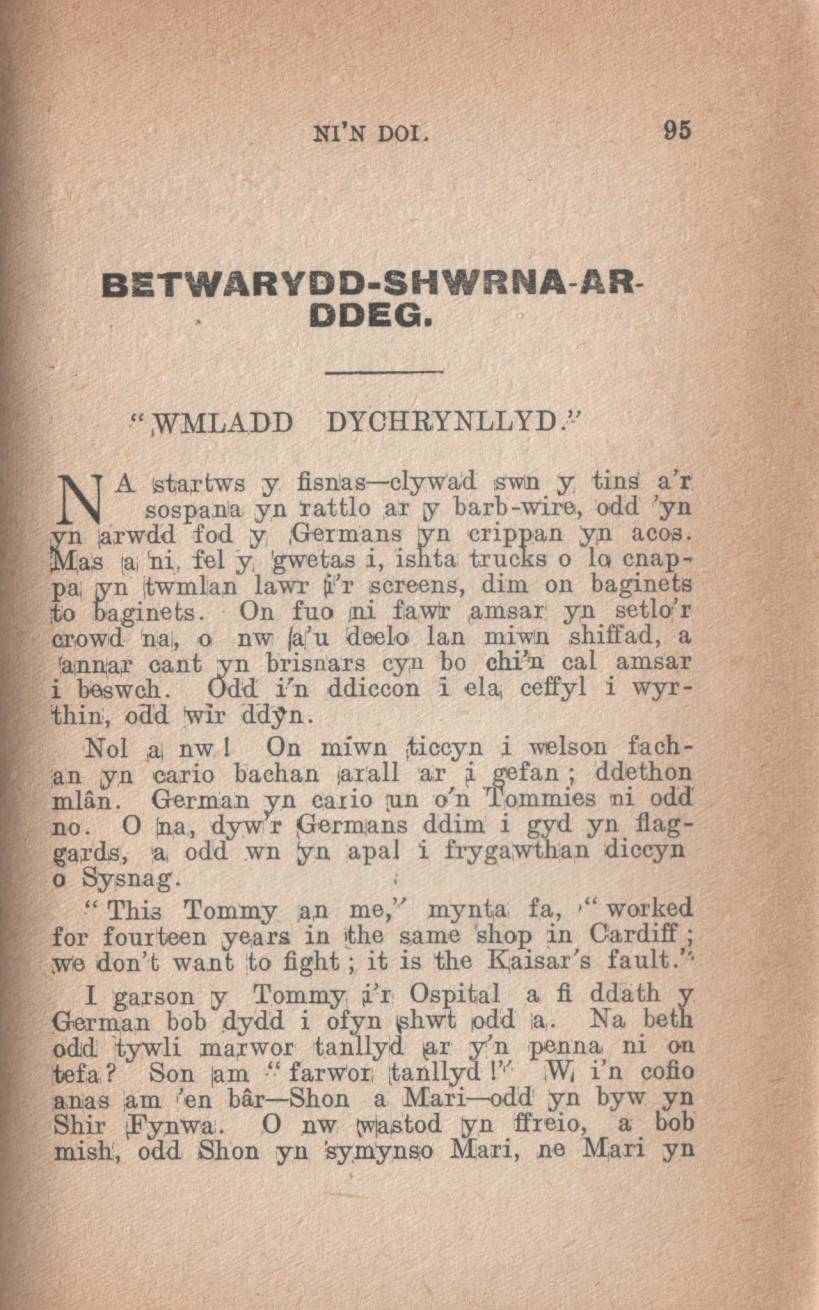 NI'N DOI. 95
BETWARYDD-SHWRNA-AR-
DDEG.
"WMLADD DYCHRYNLLYD."
NA startws y fisnas—clywad swn y tins a'r
sospana yn rattlo ar y barb-wire, odd 'yn
yn arwdd fod y Germans yn crippan yn acos.
Mas a ni, fel y 'gwetas i, ishta trucks o lo cnap-
pa yn twmlan lawr i'r screens, dim on baginets
to baginets. On fuo ni fawr amsar yn setlo'r
crowd na, o nw a'u deelo lan miwn shiffad, a
'annar cant yn brisnars cyn bo chi'n cal amsar
i beswch. Odd i'n ddiccon i ela ceffyl i wyr-
thin, odd wir ddŷn.
Nol a nw! On miwn ticcyn i welson fach-
an yn cario bachan arall ar i gefan; ddethon
mlân. German yn cario un o'n Tommies ni odd
no. O na, dyw'r Germans ddim i gyd yn flag-
gards, a odd wn yn apal i frygawthan diccyn
o Sysnag.
"This Tommy an me," mynta fa, "worked
for fourteen years in the same shop in Cardiff;
we don't want to fight; it is the Kaisar's fault."
I garson y Tommy i'r Ospital a fi ddath y
German bob dydd i ofyn shwt odd a. Na beth
odd tywli marwor tanllyd ar y'n penna ni on
tefa? Son am "farwor tanllyd!" W i'n cofio
anas am 'en bâr—Shon a Mari—odd yn byw yn
Shir Fynwa. O nw wastod yn ffreio, a bob
mish, odd Shon yn symynso Mari, ne Mari yn